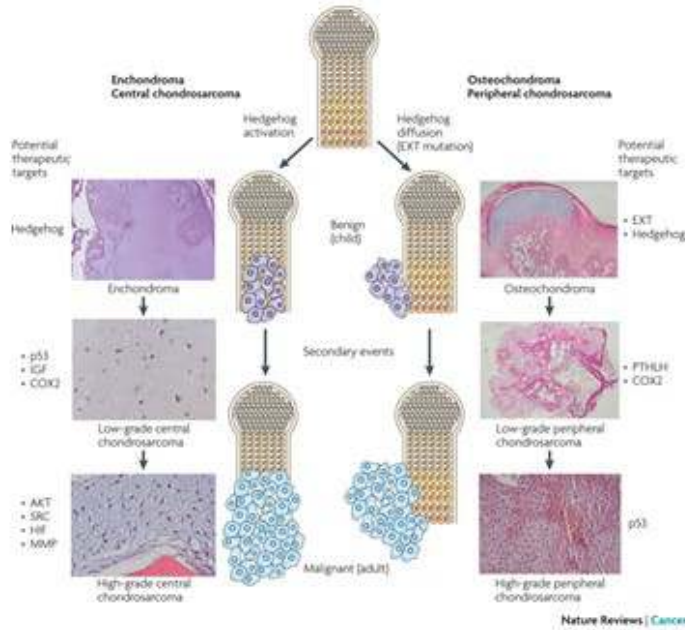 Enchondroma
Central chondrosarcoma
Osteochondroma
Peripheral chondrosarcoma
Hedgehog
activation
Hedgehog
diffusion
(EXT mutation)
Potential
therapeutic
targets
Potential
therapeutic
targets
Hedgehog
Benign
(child)
• EXT
• Hedgehog
Enchondroma
Osteochondroma
Secondary events
• p53
• IGF
• COX2
• PTHLH
• COX2
Low-grade central
chondrosarcoma
Low-grade peripheral
chondrosarcoma
• AKT
• SRC
• HIF
• MMP
p53
Malignant (adult)
High-grade central
chondrosarcoma
High-grade peripheral
chondrosarcoma
Nature Reviews | Cancer